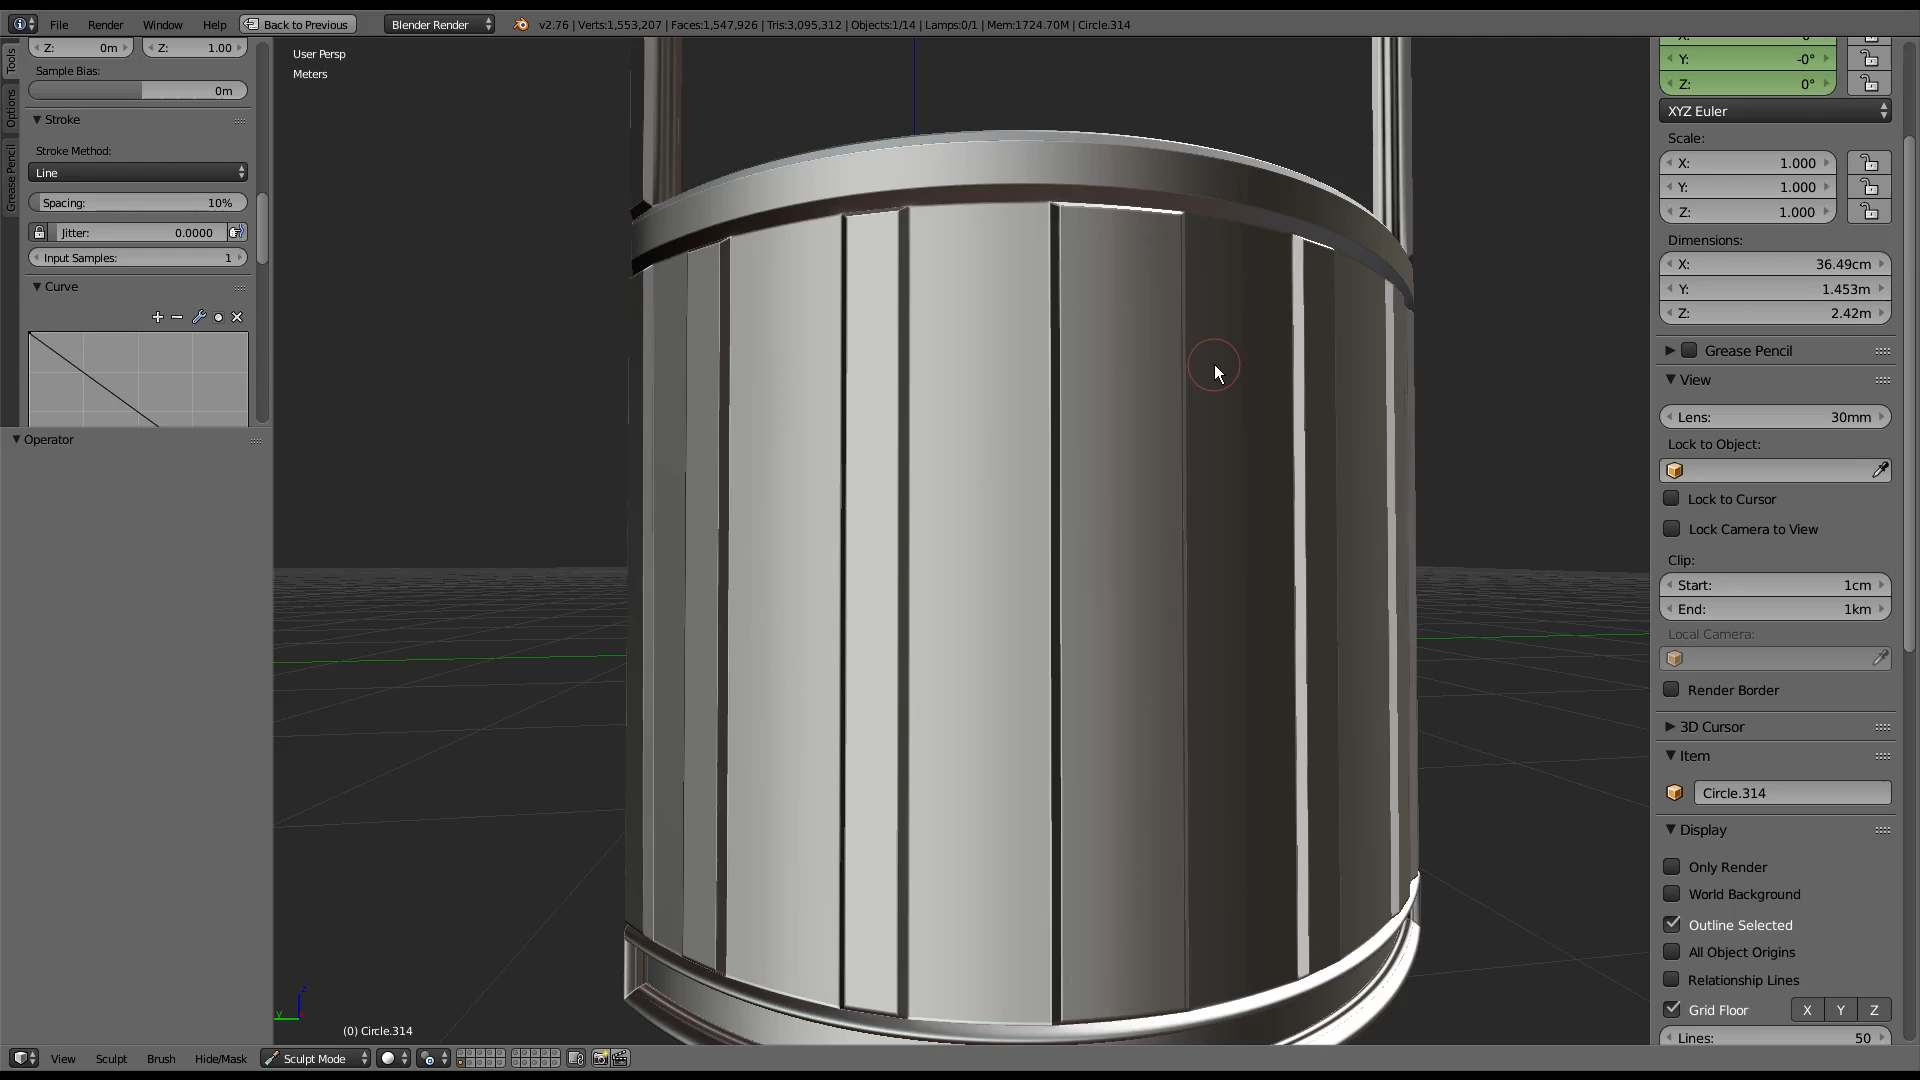 File Render Window Help Back to Previous Blender Render v2.76 | Verts:1,553,207 | Faces:1,547,926 | Tris:3,095,312 | Objects:1/14 | Lamps:0/1 | Mem:1724.70M | Circle.314
Tools
Options
Grease Pencil
Z: 0m Z: 1.00
Sample Bias:
0m
Stroke
Stroke Method:
Line
Spacing: 10%
Jitter: 0.0000
Input Samples: 1
Curve
Operator
User Persp
Meters
z
y
(0) Circle.314
Y: -0°
Z: 0°
XYZ Euler
Scale:
X: 1.000
Y: 1.000
Z: 1.000
Dimensions:
X: 36.49cm
Y: 1.453m
Z: 2.42m
Grease Pencil
View
Lens: 30mm
Lock to Object:
Lock to Cursor
Lock Camera to View
Clip:
Start: 1cm
End: 1km
Local Camera:
Render Border
3D Cursor
Item
Circle.314
Display
Only Render
World Background
Outline Selected
All Object Origins
Relationship Lines
Grid Floor X Y Z
Lines: 50
View Sculpt Brush Hide/Mask Sculpt Mode